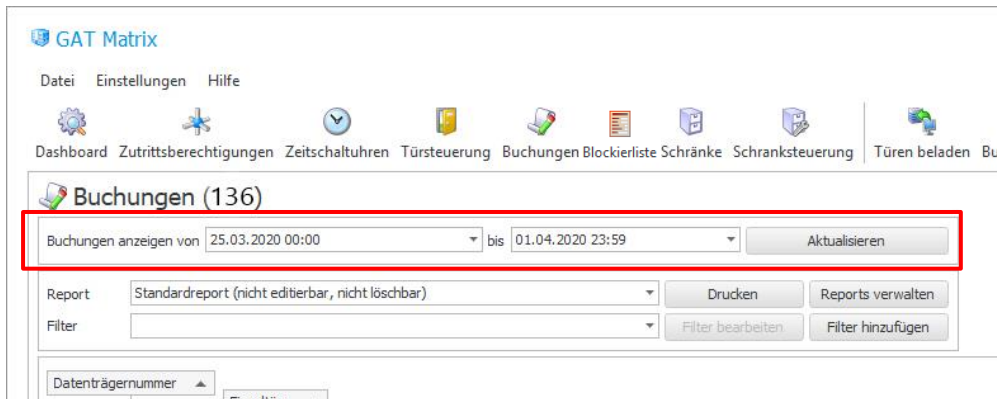 GAT Matrix
Datei Einstellungen Hilfe
Dashboard Zutrittsberechtigungen Zeitschaltuhren Türsteuerung Buchungen Blockierliste Schränke Schranksteuerung Türen beladen
Buchungen (136)
Buchungen anzeigen von 25.03.2020 00:00 bis 01.04.2020 23:59 Aktualisieren
Report Standardreport (nicht editierbar, nicht löschbar) Drucken Reports verwalten
Filter Filter bearbeiten Filter hinzufügen
Datenträgernummer